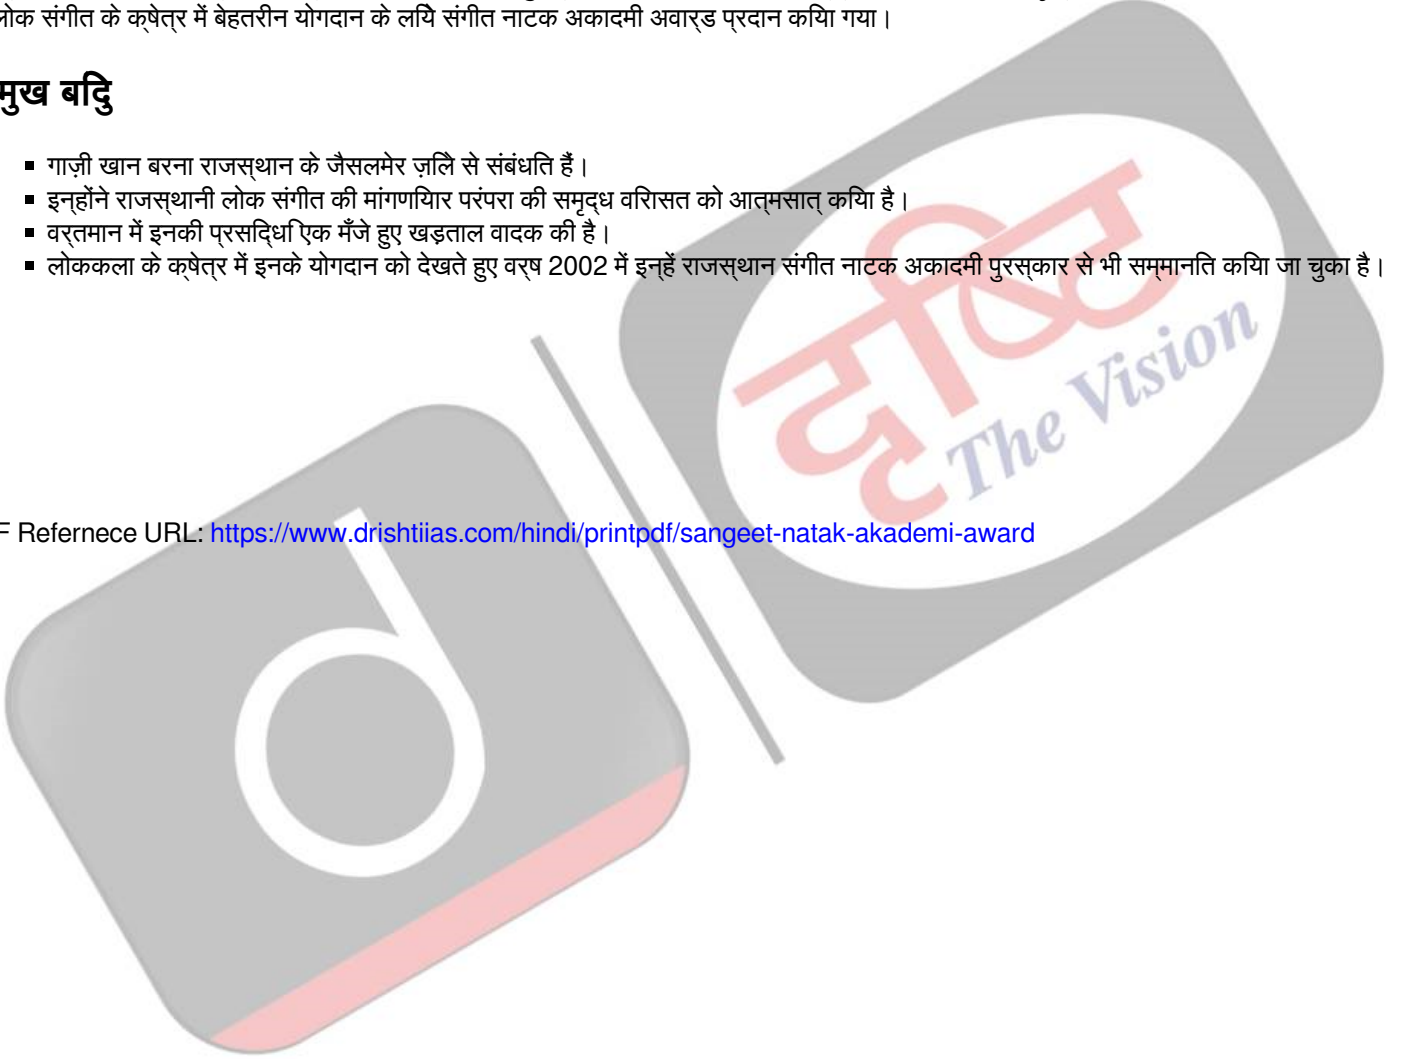 लोक संगीत के क्षेत्र में बेहतरीन योगदान के लिये संगीत नाटक अकादमी अवार्ड प्रदान किया गया।
मुख बिंदु
▪ गाज़ी खान बरना राजस्थान के जैसलमेर ज़िले से संबंधित हैं।
▪ इन्होंने राजस्थानी लोक संगीत की मांगणियार परंपरा की समृद्ध विरासत को आत्मसात् किया है।
▪ वर्तमान में इनकी प्रसिद्धि एक मँजे हुए खड़ताल वादक की है।
▪ लोककला के क्षेत्र में इनके योगदान को देखते हुए वर्ष 2002 में इन्हें राजस्थान संगीत नाटक अकादमी पुरस्कार से भी सम्मानित किया जा चुका है।
दृष्टि
The Vision
F Refernece URL: https://www.drishtiias.com/hindi/printpdf/sangeet-natak-akademi-award
d